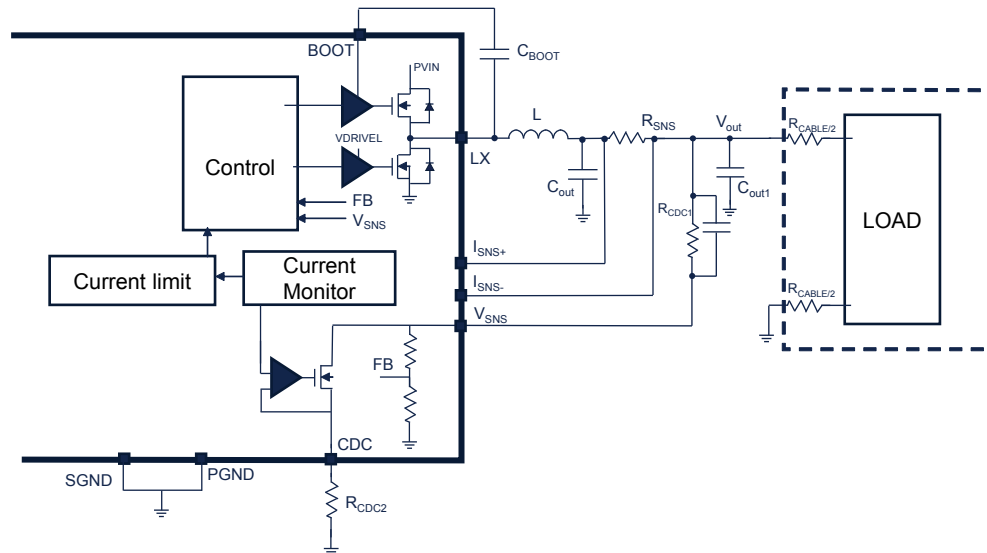 BOOT
C_BOOT
PVIN
L
R_SNS
V_out
R_CABLE/2
VDRIVEL
LX
Control
C_out
C_out1
FB
V_SNS
R_CDC1
LOAD
I_SNS+
Current limit
Current
Monitor
I_SNS-
R_CABLE/2
V_SNS
FB
CDC
SGND
PGND
R_CDC2